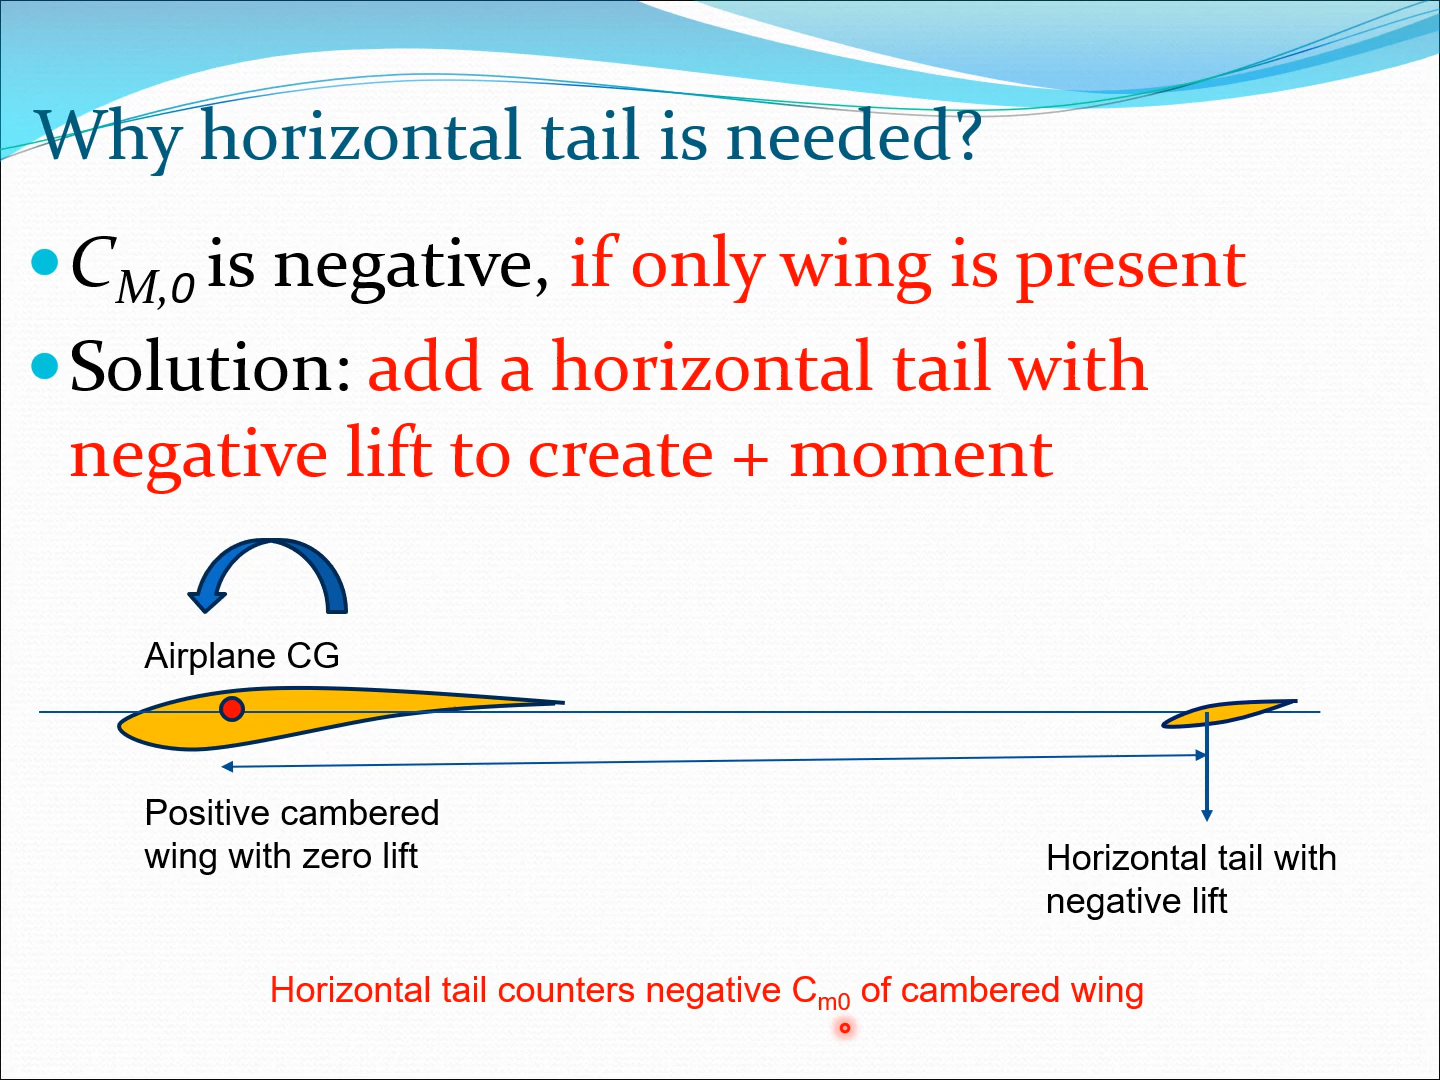 Why horizontal tail is needed?
• C_M,0 is negative, if only wing is present
• Solution: add a horizontal tail with
negative lift to create + moment
Airplane CG
Positive cambered
wing with zero lift
Horizontal tail with
negative lift
Horizontal tail counters negative C_m0 of cambered wing